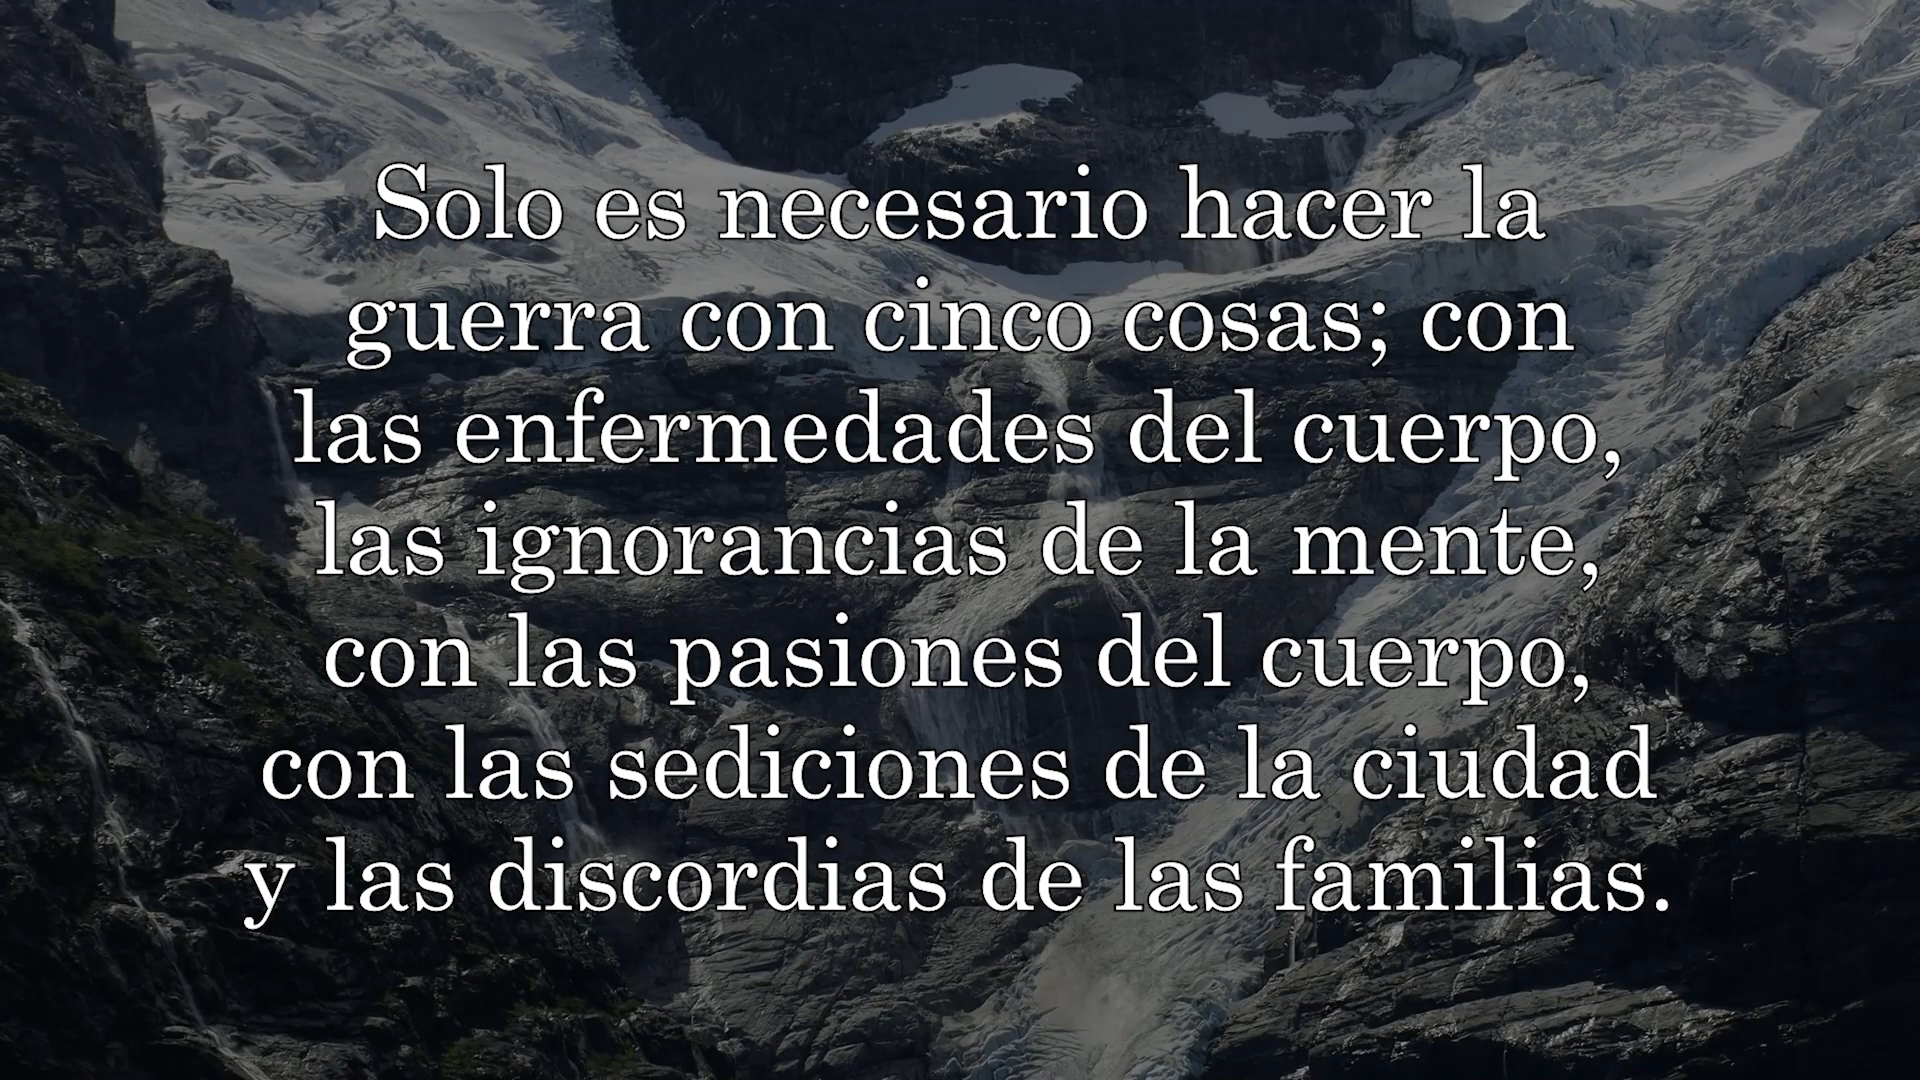 Solo es necesario hacer la
guerra con cinco cosas; con
las enfermedades del cuerpo,
las ignorancias de la mente,
con las pasiones del cuerpo,
con las sediciones de la ciudad
y las discordias de las familias.